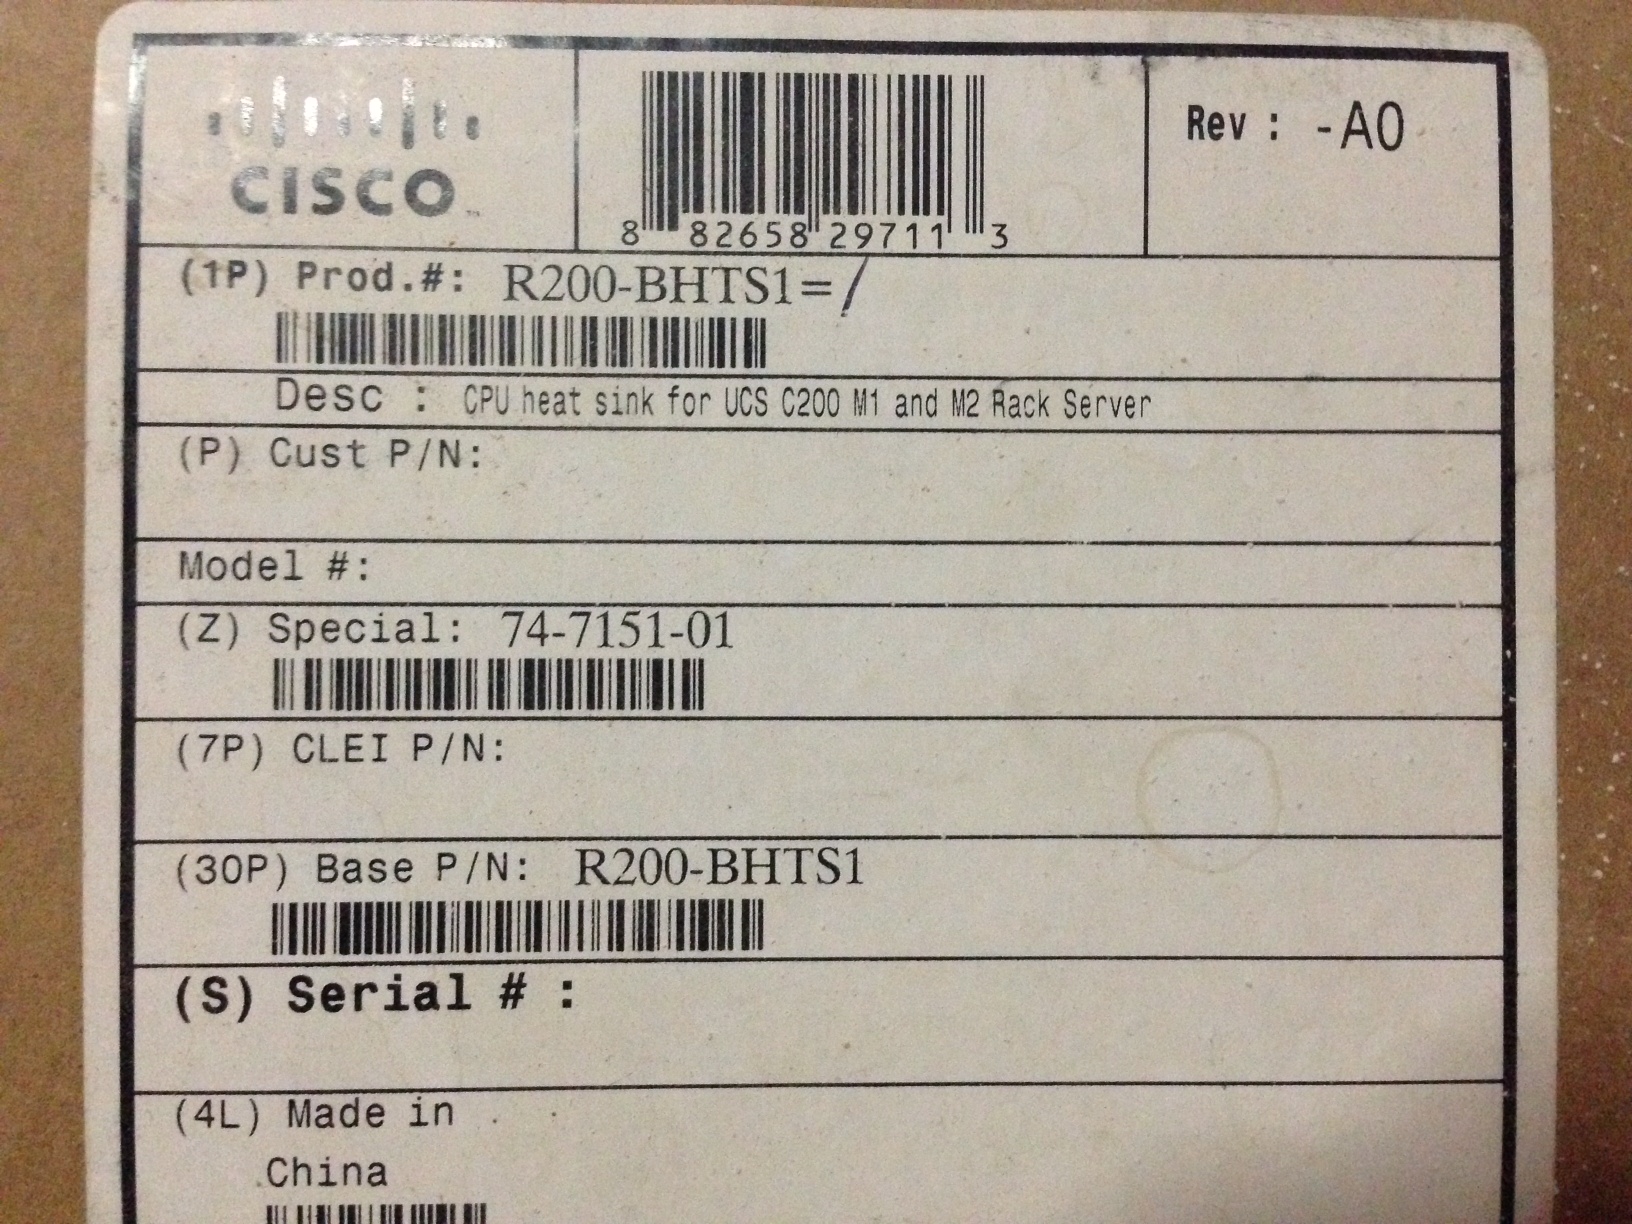 CISCO
8 82658 29711 3
Rev : -A0
(1P) Prod.#: R200-BHTS1=/
Desc : CPU heat sink for UCS C200 M1 and M2 Rack Server
(P) Cust P/N:
Model #:
(Z) Special: 74-7151-01
(7P) CLEI P/N:
(30P) Base P/N: R200-BHTS1
(S) Serial # :
(4L) Made in
China